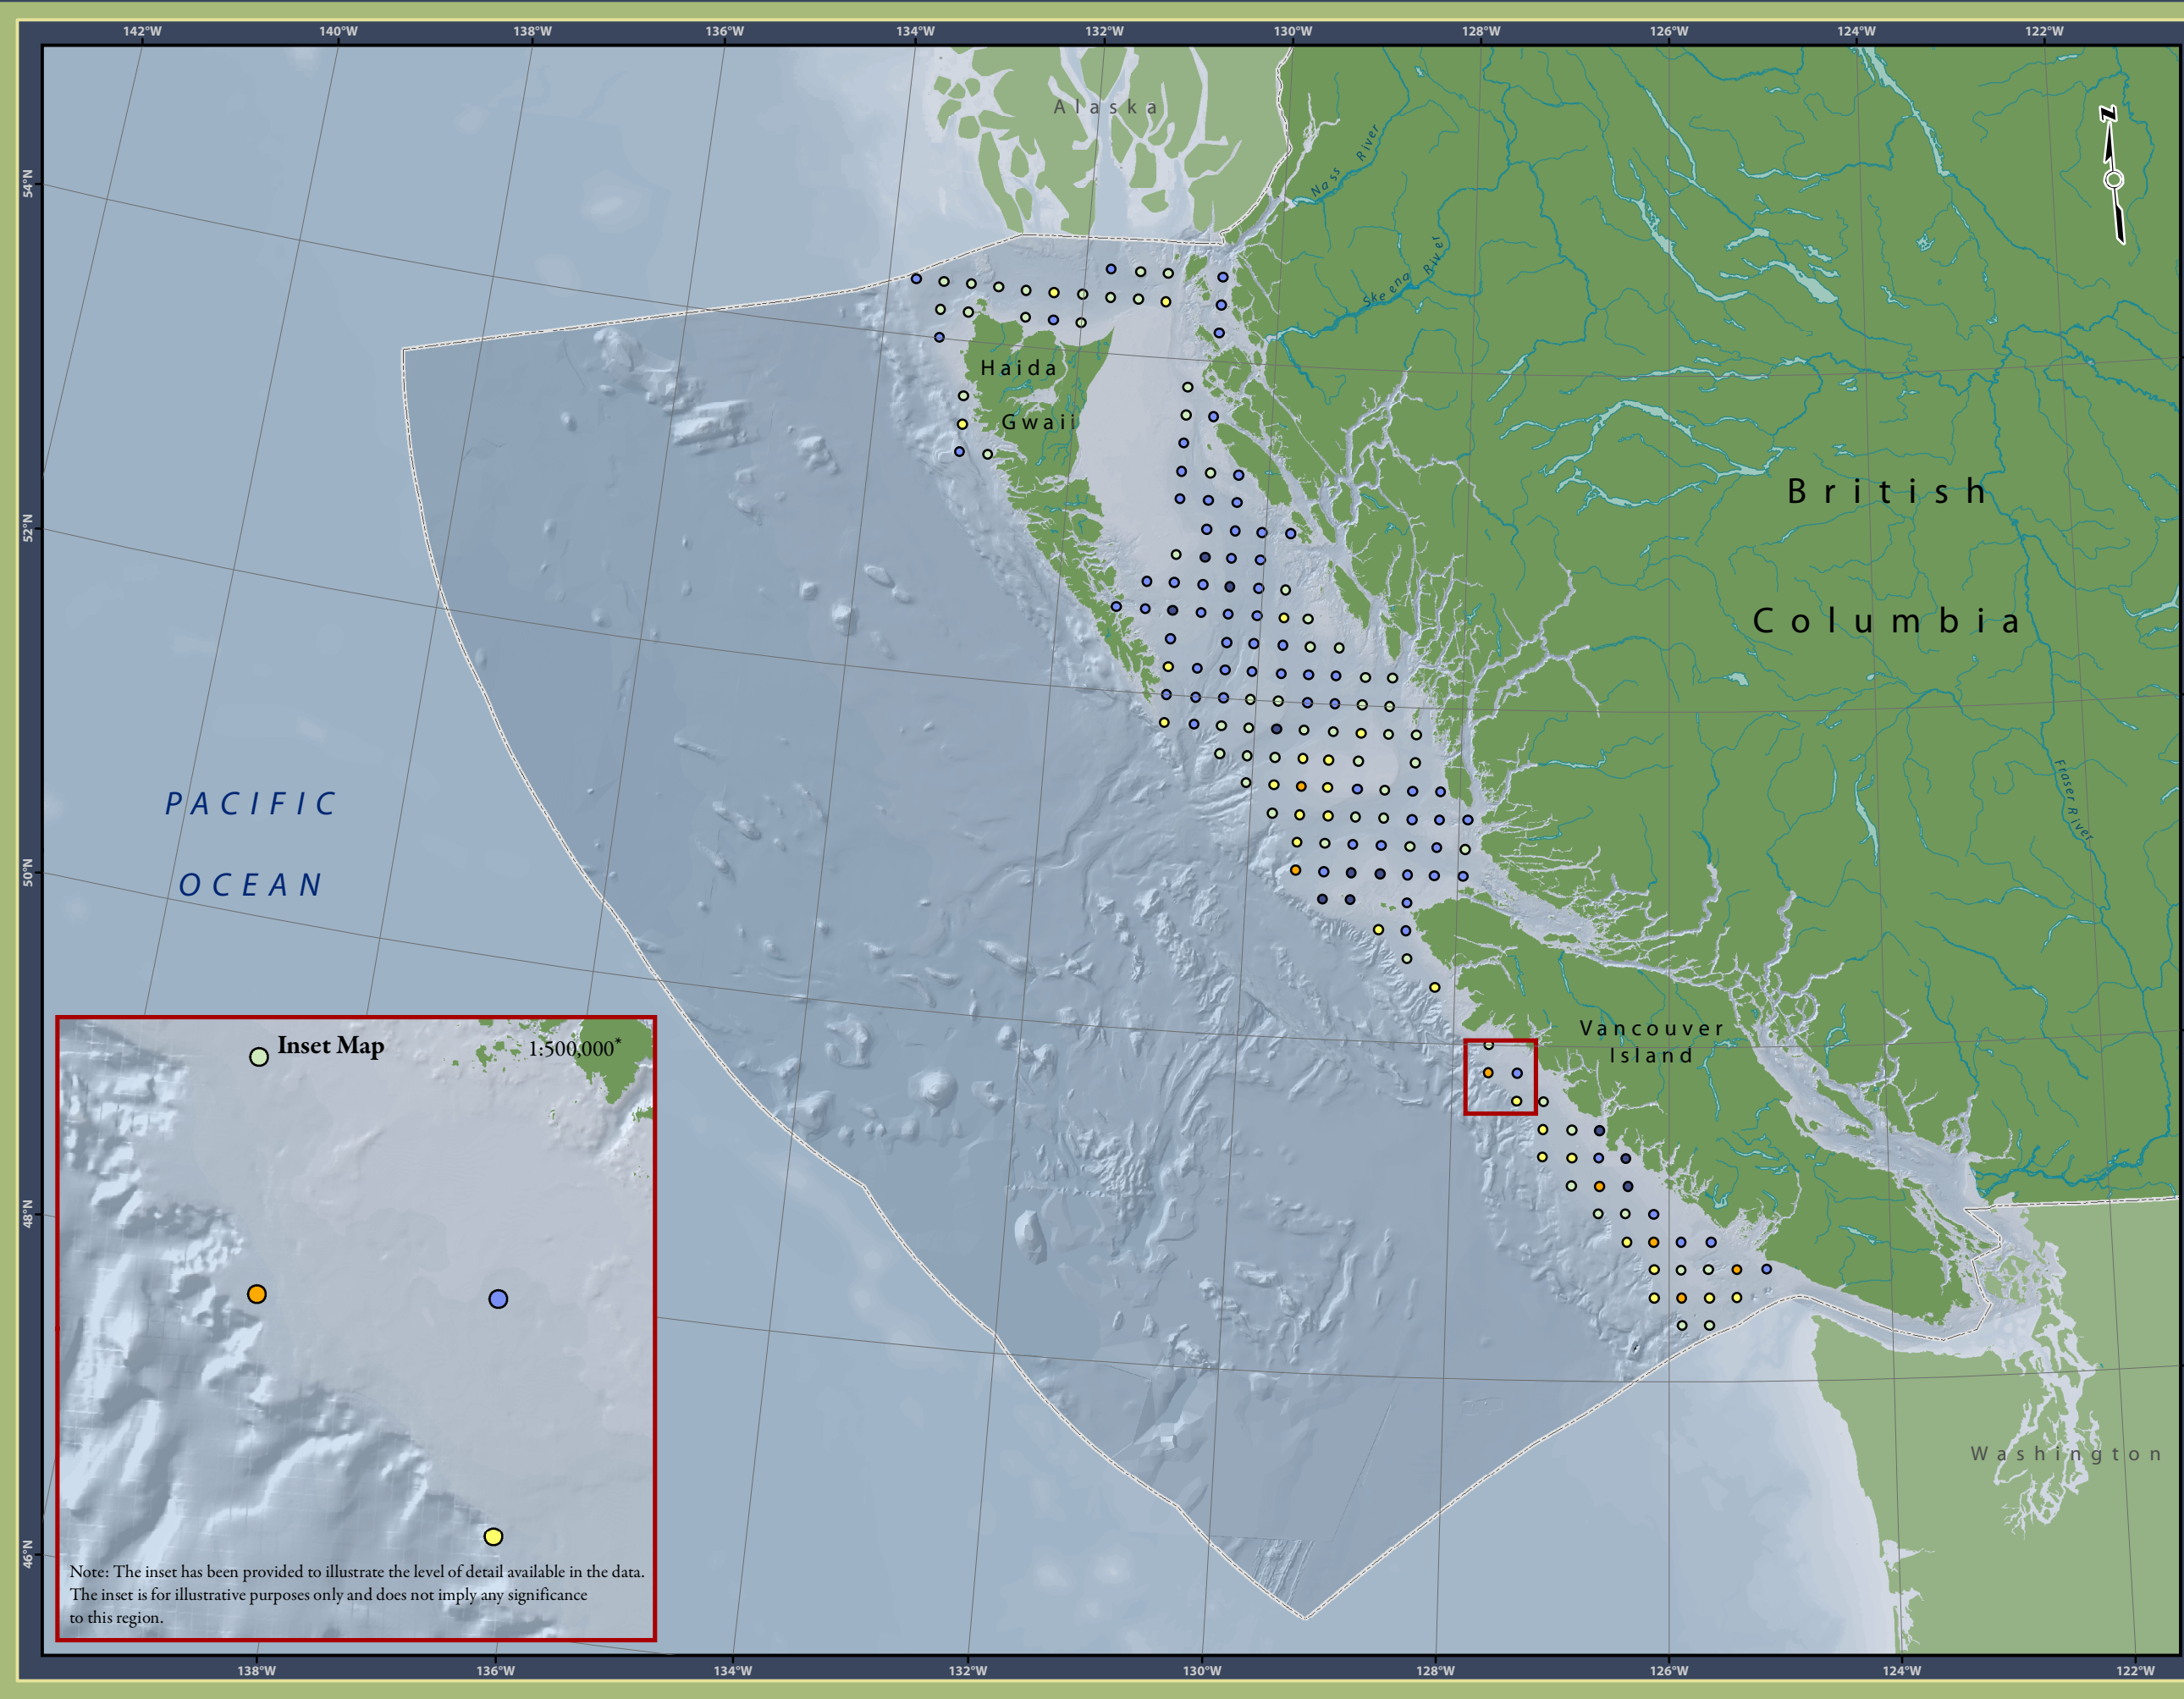 142°W 140°W 138°W 136°W 134°W 132°W 130°W 128°W 126°W 124°W 122°W
Alaska
N
Nass River
54°N
Skeena River
Haida
Gwaii
British
52°N
Columbia
Fraser River
PACIFIC
50°N
OCEAN
Vancouver
Island
Inset Map
1:500,000*
48°N
Washington
46°N
Note: The inset has been provided to illustrate the level of detail available in the data.
The inset is for illustrative purposes only and does not imply any significance
to this region.
138°W 136°W 134°W 132°W 130°W 128°W 126°W 124°W 122°W